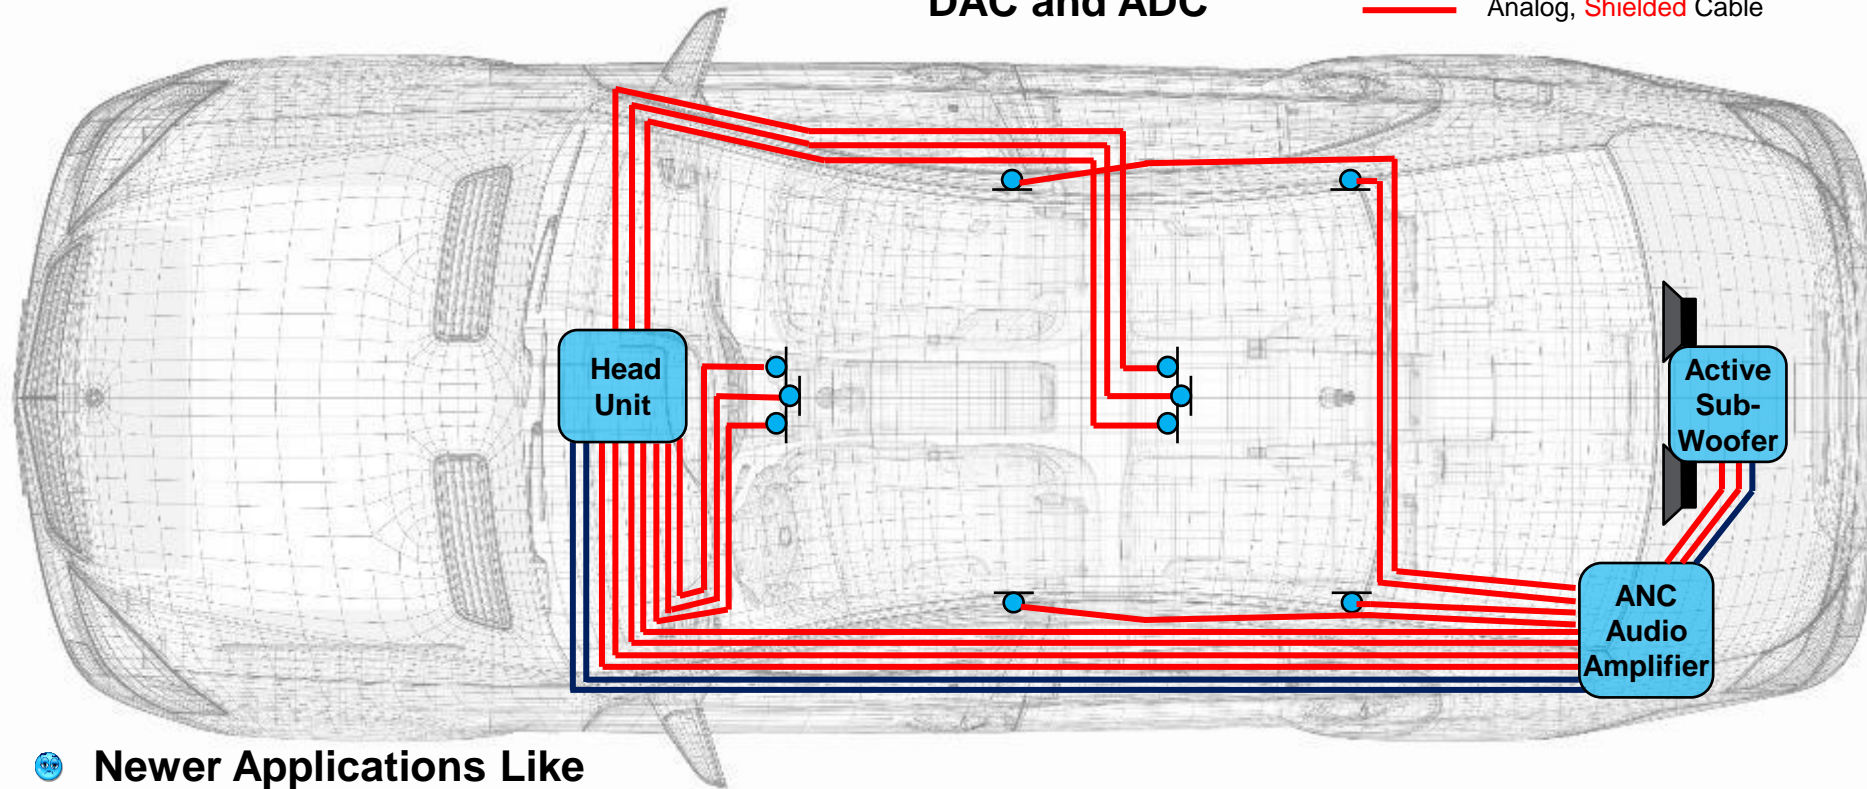 DAC and ADC
Analog, Shielded Cable
Head
Unit
Active
Sub-
Woofer
ANC
Audio
Amplifier
Newer Applications Like